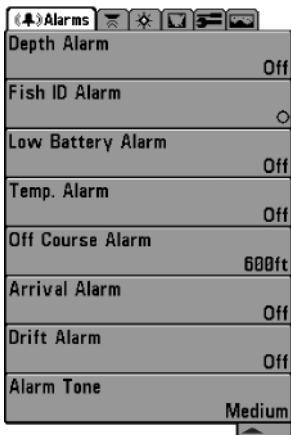 Alarms
Depth Alarm
Off
Fish ID Alarm
Low Battery Alarm
Off
Temp. Alarm
Off
Off Course Alarm
600ft
Arrival Alarm
Off
Drift Alarm
Off
Alarm Tone
Medium